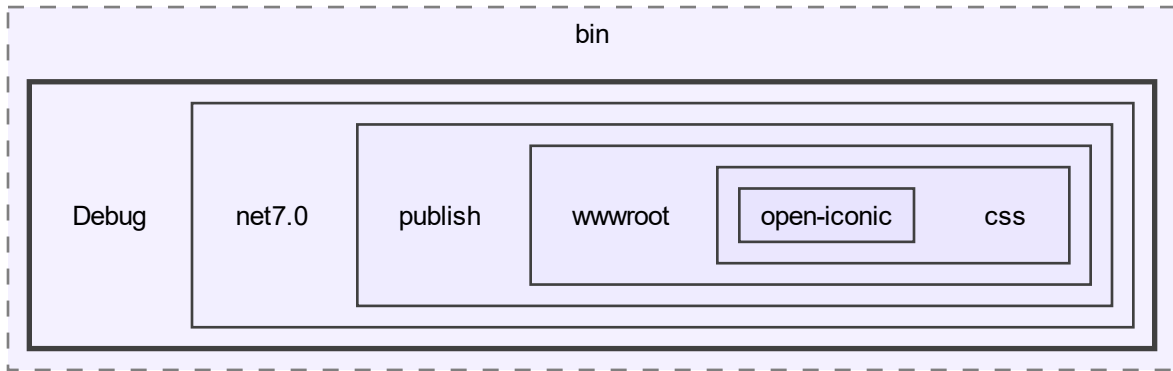 bin
Debug
net7.0
publish
wwwroot
open-iconic
css